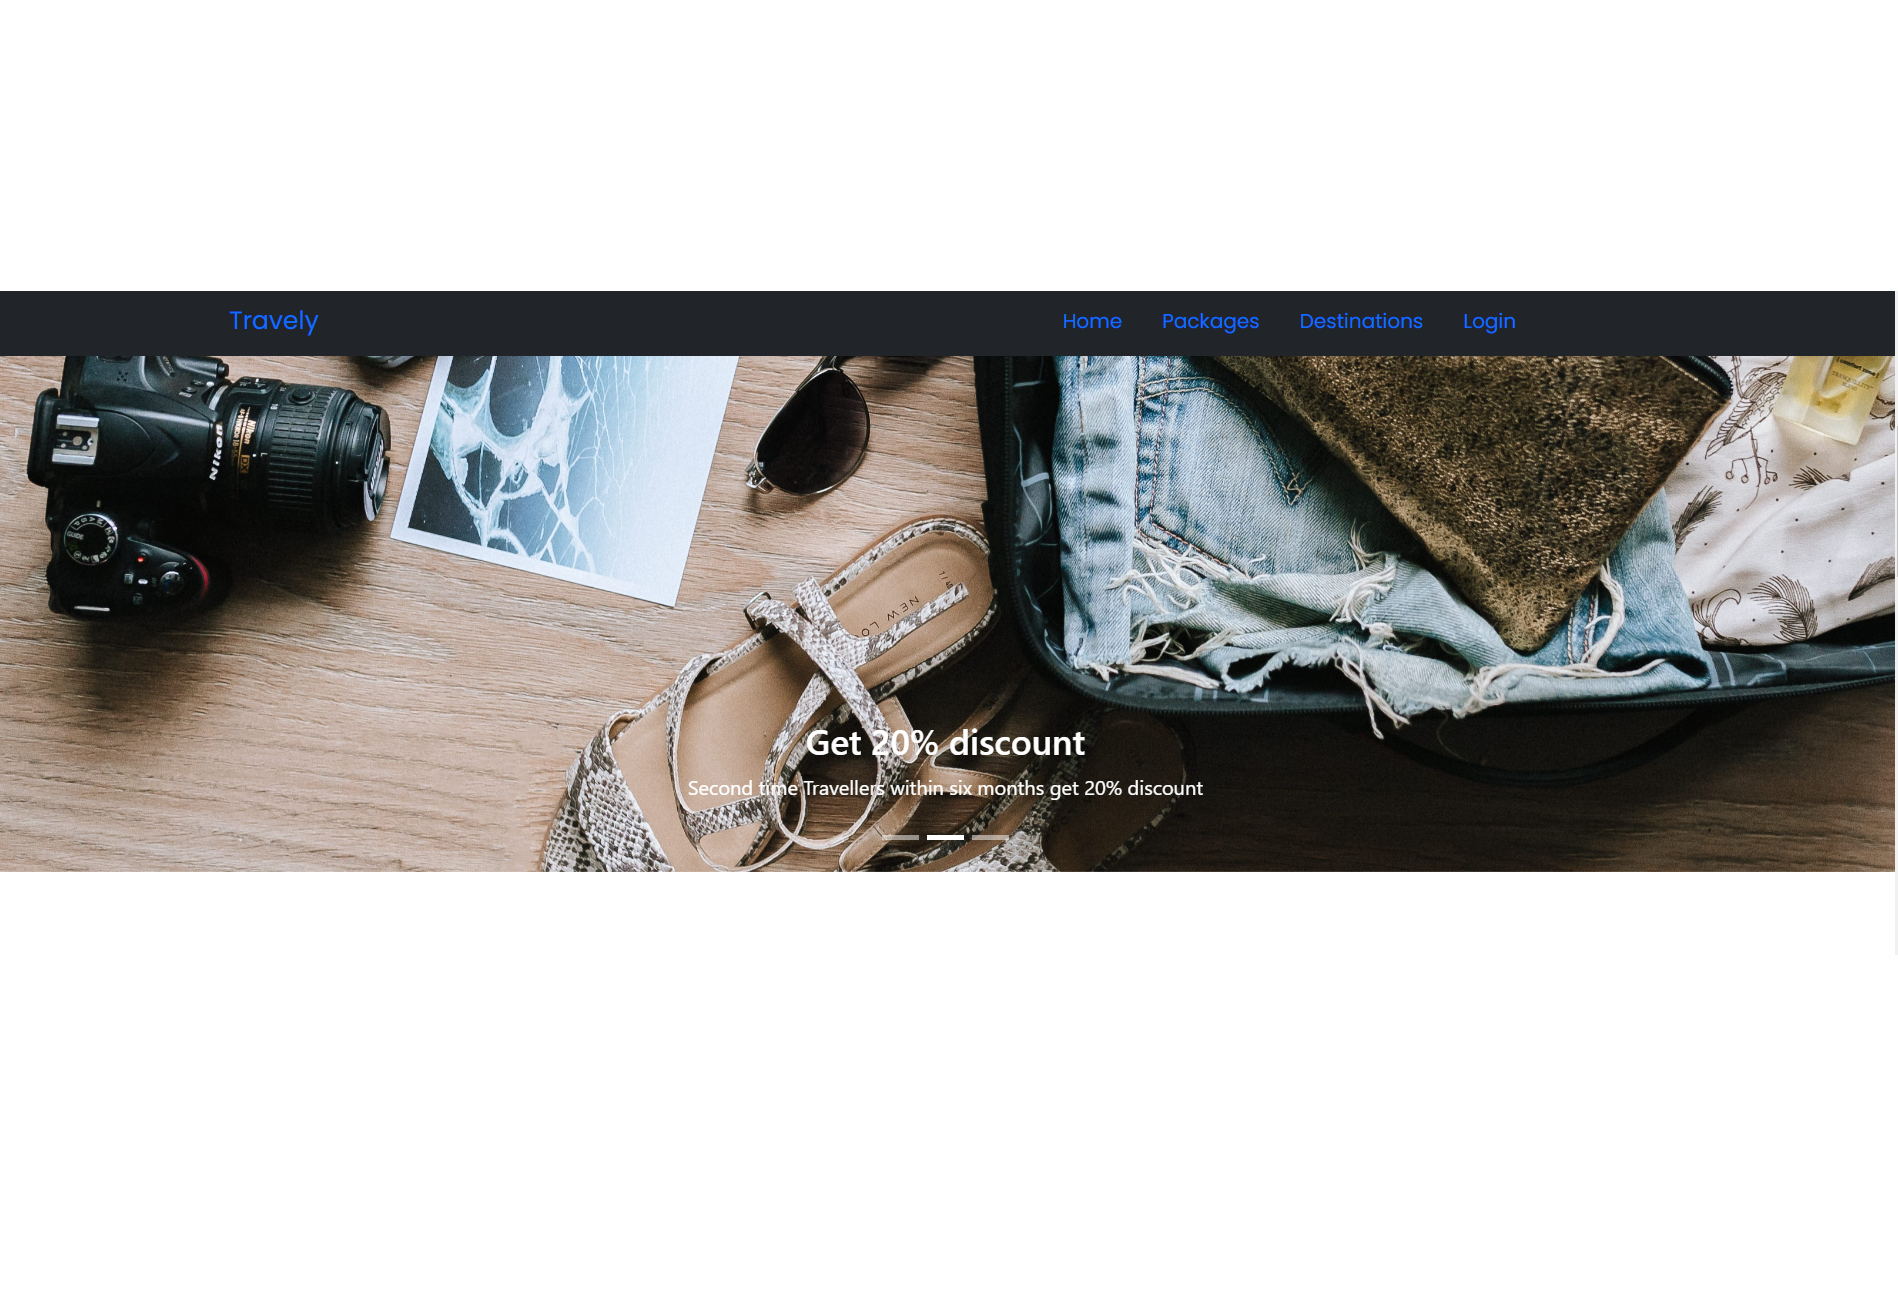 Travely
Home Packages Destinations Login
Nikon
GUIDE
NEW LO
Get 20% discount
Second time Travellers within six months get 20% discount